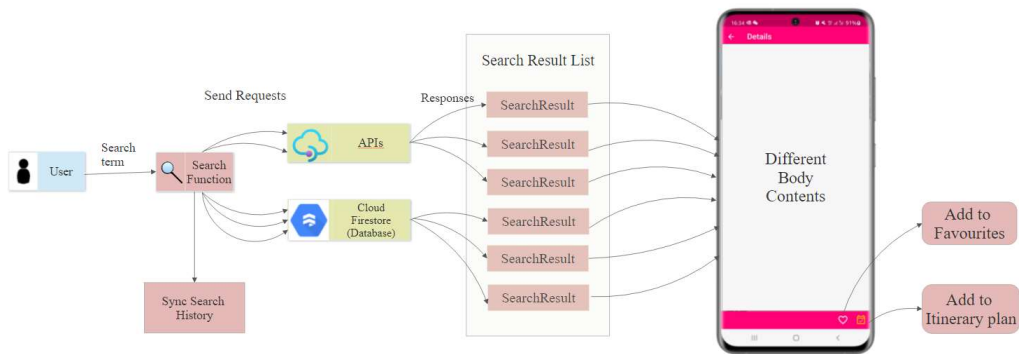 User
Search
term
Search
Function
Sync Search
History
Send Requests
APIs
Cloud
Firestore
(Database)
Responses
Search Result List
SearchResult
SearchResult
SearchResult
SearchResult
SearchResult
SearchResult
Details
Different
Body
Contents
Add to
Favourites
Add to
Itinerary plan